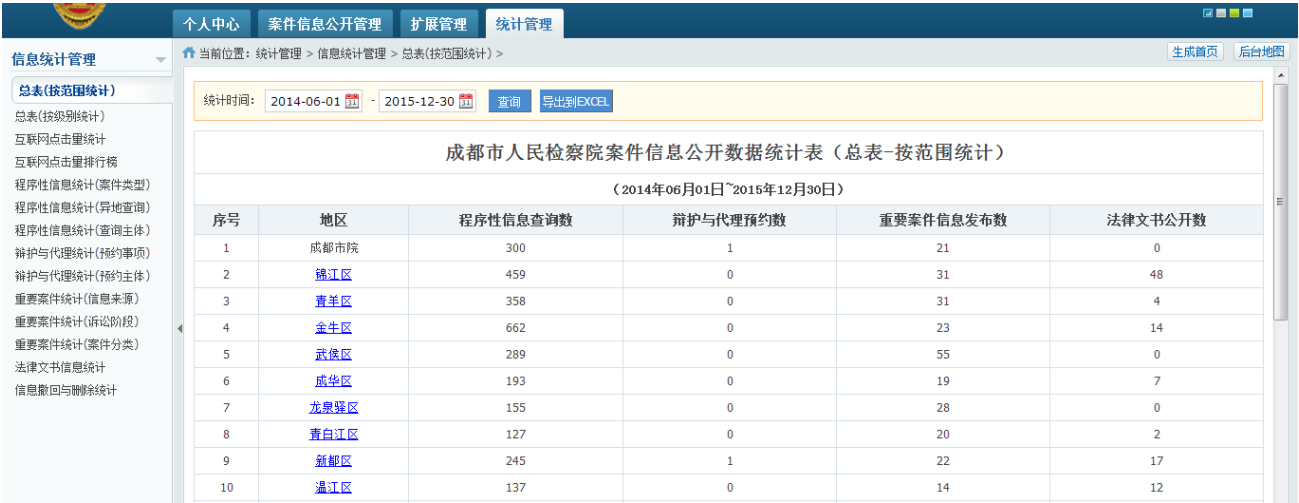 个人中心 案件信息公开管理 扩展管理 统计管理
信息统计管理
当前位置：统计管理 > 信息统计管理 > 总表(按范围统计) >
生成首页 后台地图
总表(按范围统计)
总表(按级别统计)
互联网点击量统计
互联网点击量排行榜
程序性信息统计(案件类型)
程序性信息统计(异地查询)
程序性信息统计(查询主体)
辩护与代理统计(预约事项)
辩护与代理统计(预约主体)
重要案件统计(信息来源)
重要案件统计(诉讼阶段)
重要案件统计(案件分类)
法律文书信息统计
信息撤回与删除统计
统计时间： 2014-06-01 - 2015-12-30 查询 导出到EXCEL
成都市人民检察院案件信息公开数据统计表（总表-按范围统计）
（2014年06月01日~2015年12月30日）
序号 地区 程序性信息查询数 辩护与代理预约数 重要案件信息发布数 法律文书公开数
1 成都市院 300 1 21 0
2 锦江区 459 0 31 48
3 青羊区 358 0 31 4
4 金牛区 662 0 23 14
5 武侯区 289 0 55 0
6 成华区 193 0 19 7
7 龙泉驿区 155 0 28 0
8 青白江区 127 0 20 2
9 新都区 245 1 22 17
10 温江区 137 0 14 12